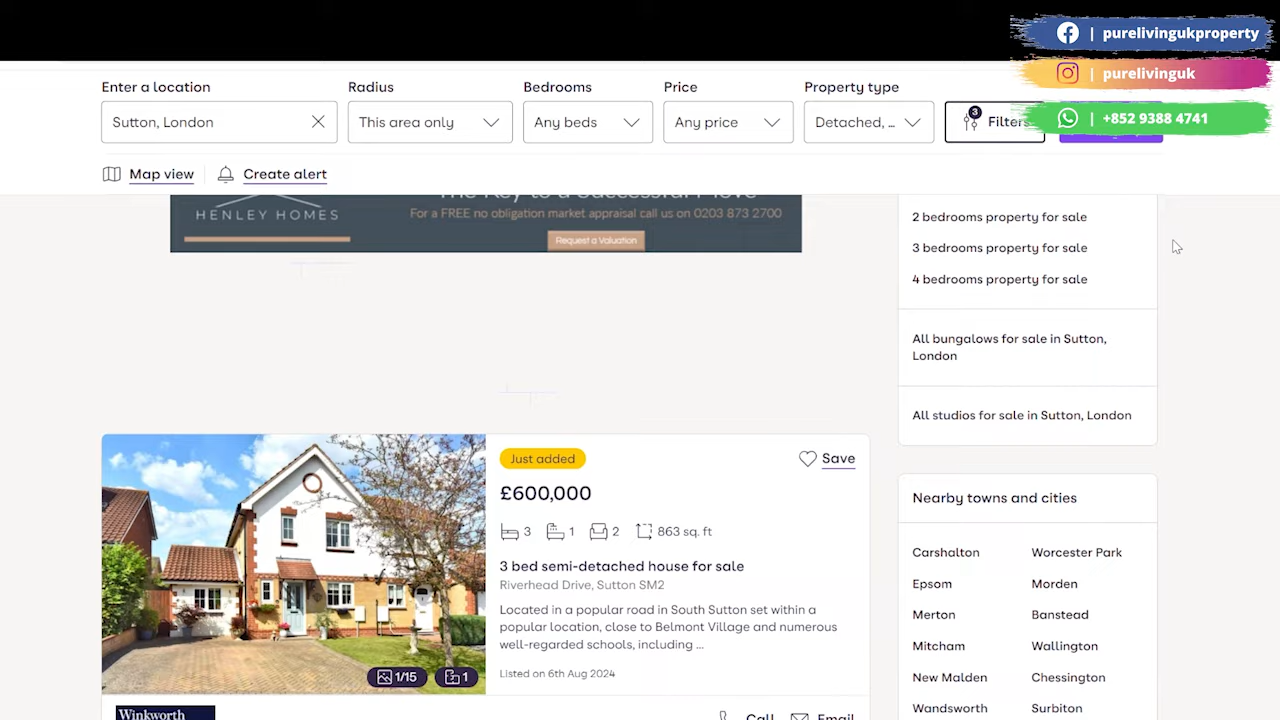 | purelivingukproperty
| purelivinguk
| +852 9388 4741
Enter a location
Radius
Bedrooms
Price
Property type
Sutton, London
This area only
Any beds
Any price
Detached, ...
3
Filters
Map view
Create alert
The Key to a Successful Move
HENLEY HOMES
For a FREE no obligation market appraisal call us on 0203 873 2700
Request a Valuation
2 bedrooms property for sale
3 bedrooms property for sale
4 bedrooms property for sale
All bungalows for sale in Sutton,
London
All studios for sale in Sutton, London
Just added
Save
£600,000
3
1
2
863 sq. ft
3 bed semi-detached house for sale
Riverhead Drive, Sutton SM2
Located in a popular road in South Sutton set within a
popular location, close to Belmont Village and numerous
well-regarded schools, including ...
Listed on 6th Aug 2024
1/15
1
Winkworth
Call
Email
Nearby towns and cities
Carshalton
Worcester Park
Epsom
Morden
Merton
Banstead
Mitcham
Wallington
New Malden
Chessington
Wandsworth
Surbiton